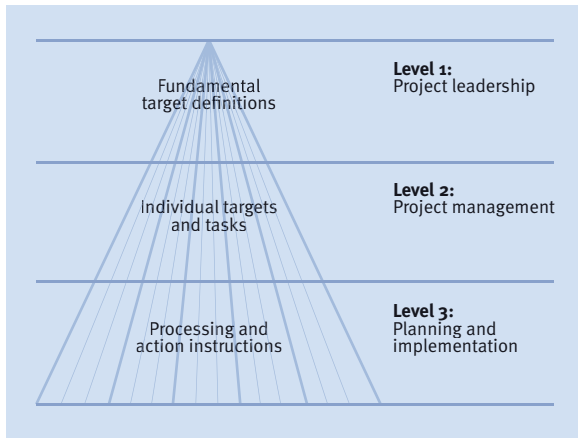 Fundamental
target definitions
Level 1:
Project leadership
Individual targets
and tasks
Level 2:
Project management
Processing and
action instructions
Level 3:
Planning and
implementation